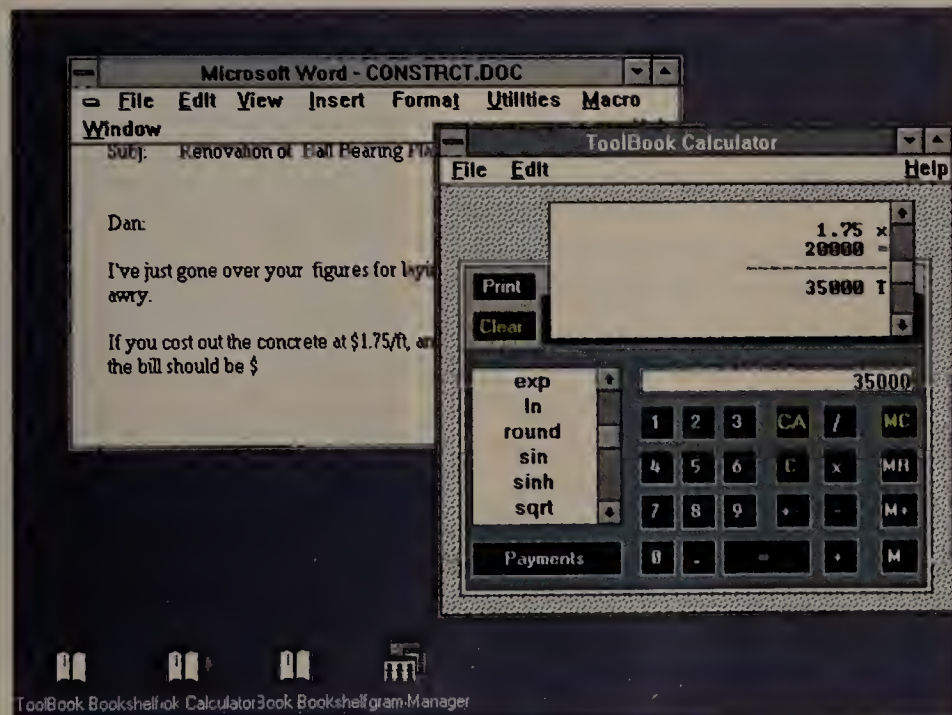 Microsoft Word - CONSTRCT.DOC
File Edit View Insert Format Utilities Macro
Window
Subj: Renovation of Ball Bearing
Dan:
I've just gone over your figures for
awry.
If you cost out the concrete at $1.75/ft,
the bill should be $
ToolBook Calculator
File Edit Help
1.75 x
20000 =
35000 T
Print
Clear
exp
ln
round
sin
sinh
sqrt
Payments
35000
1 2 3 CA / MC
4 5 6 C x MR
7 8 9 +- - M+
0 . = + M
ToolBook Bookshelf ok Calculator Book Bookshelf gram Manager